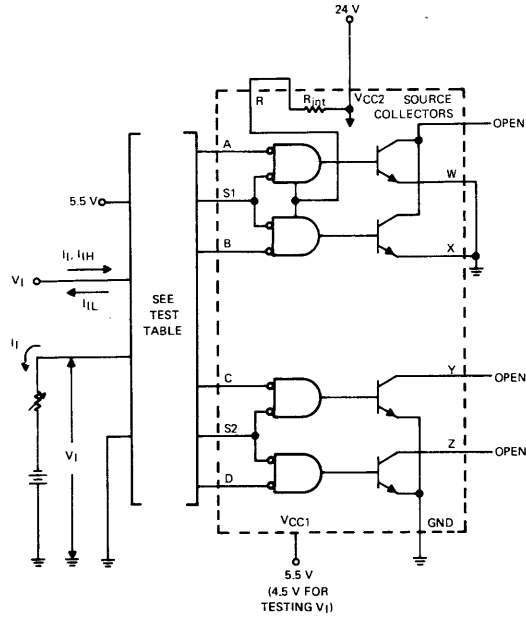 24 V
R
Rint
VCC2
SOURCE
COLLECTORS
OPEN
A
W
S1
5.5 V
B
X
II, IIH
VI
IIL
SEE
TEST
TABLE
II
C
Y
OPEN
S2
VI
Z
OPEN
D
VCC1
GND
5.5 V
(4.5 V FOR
TESTING VI)